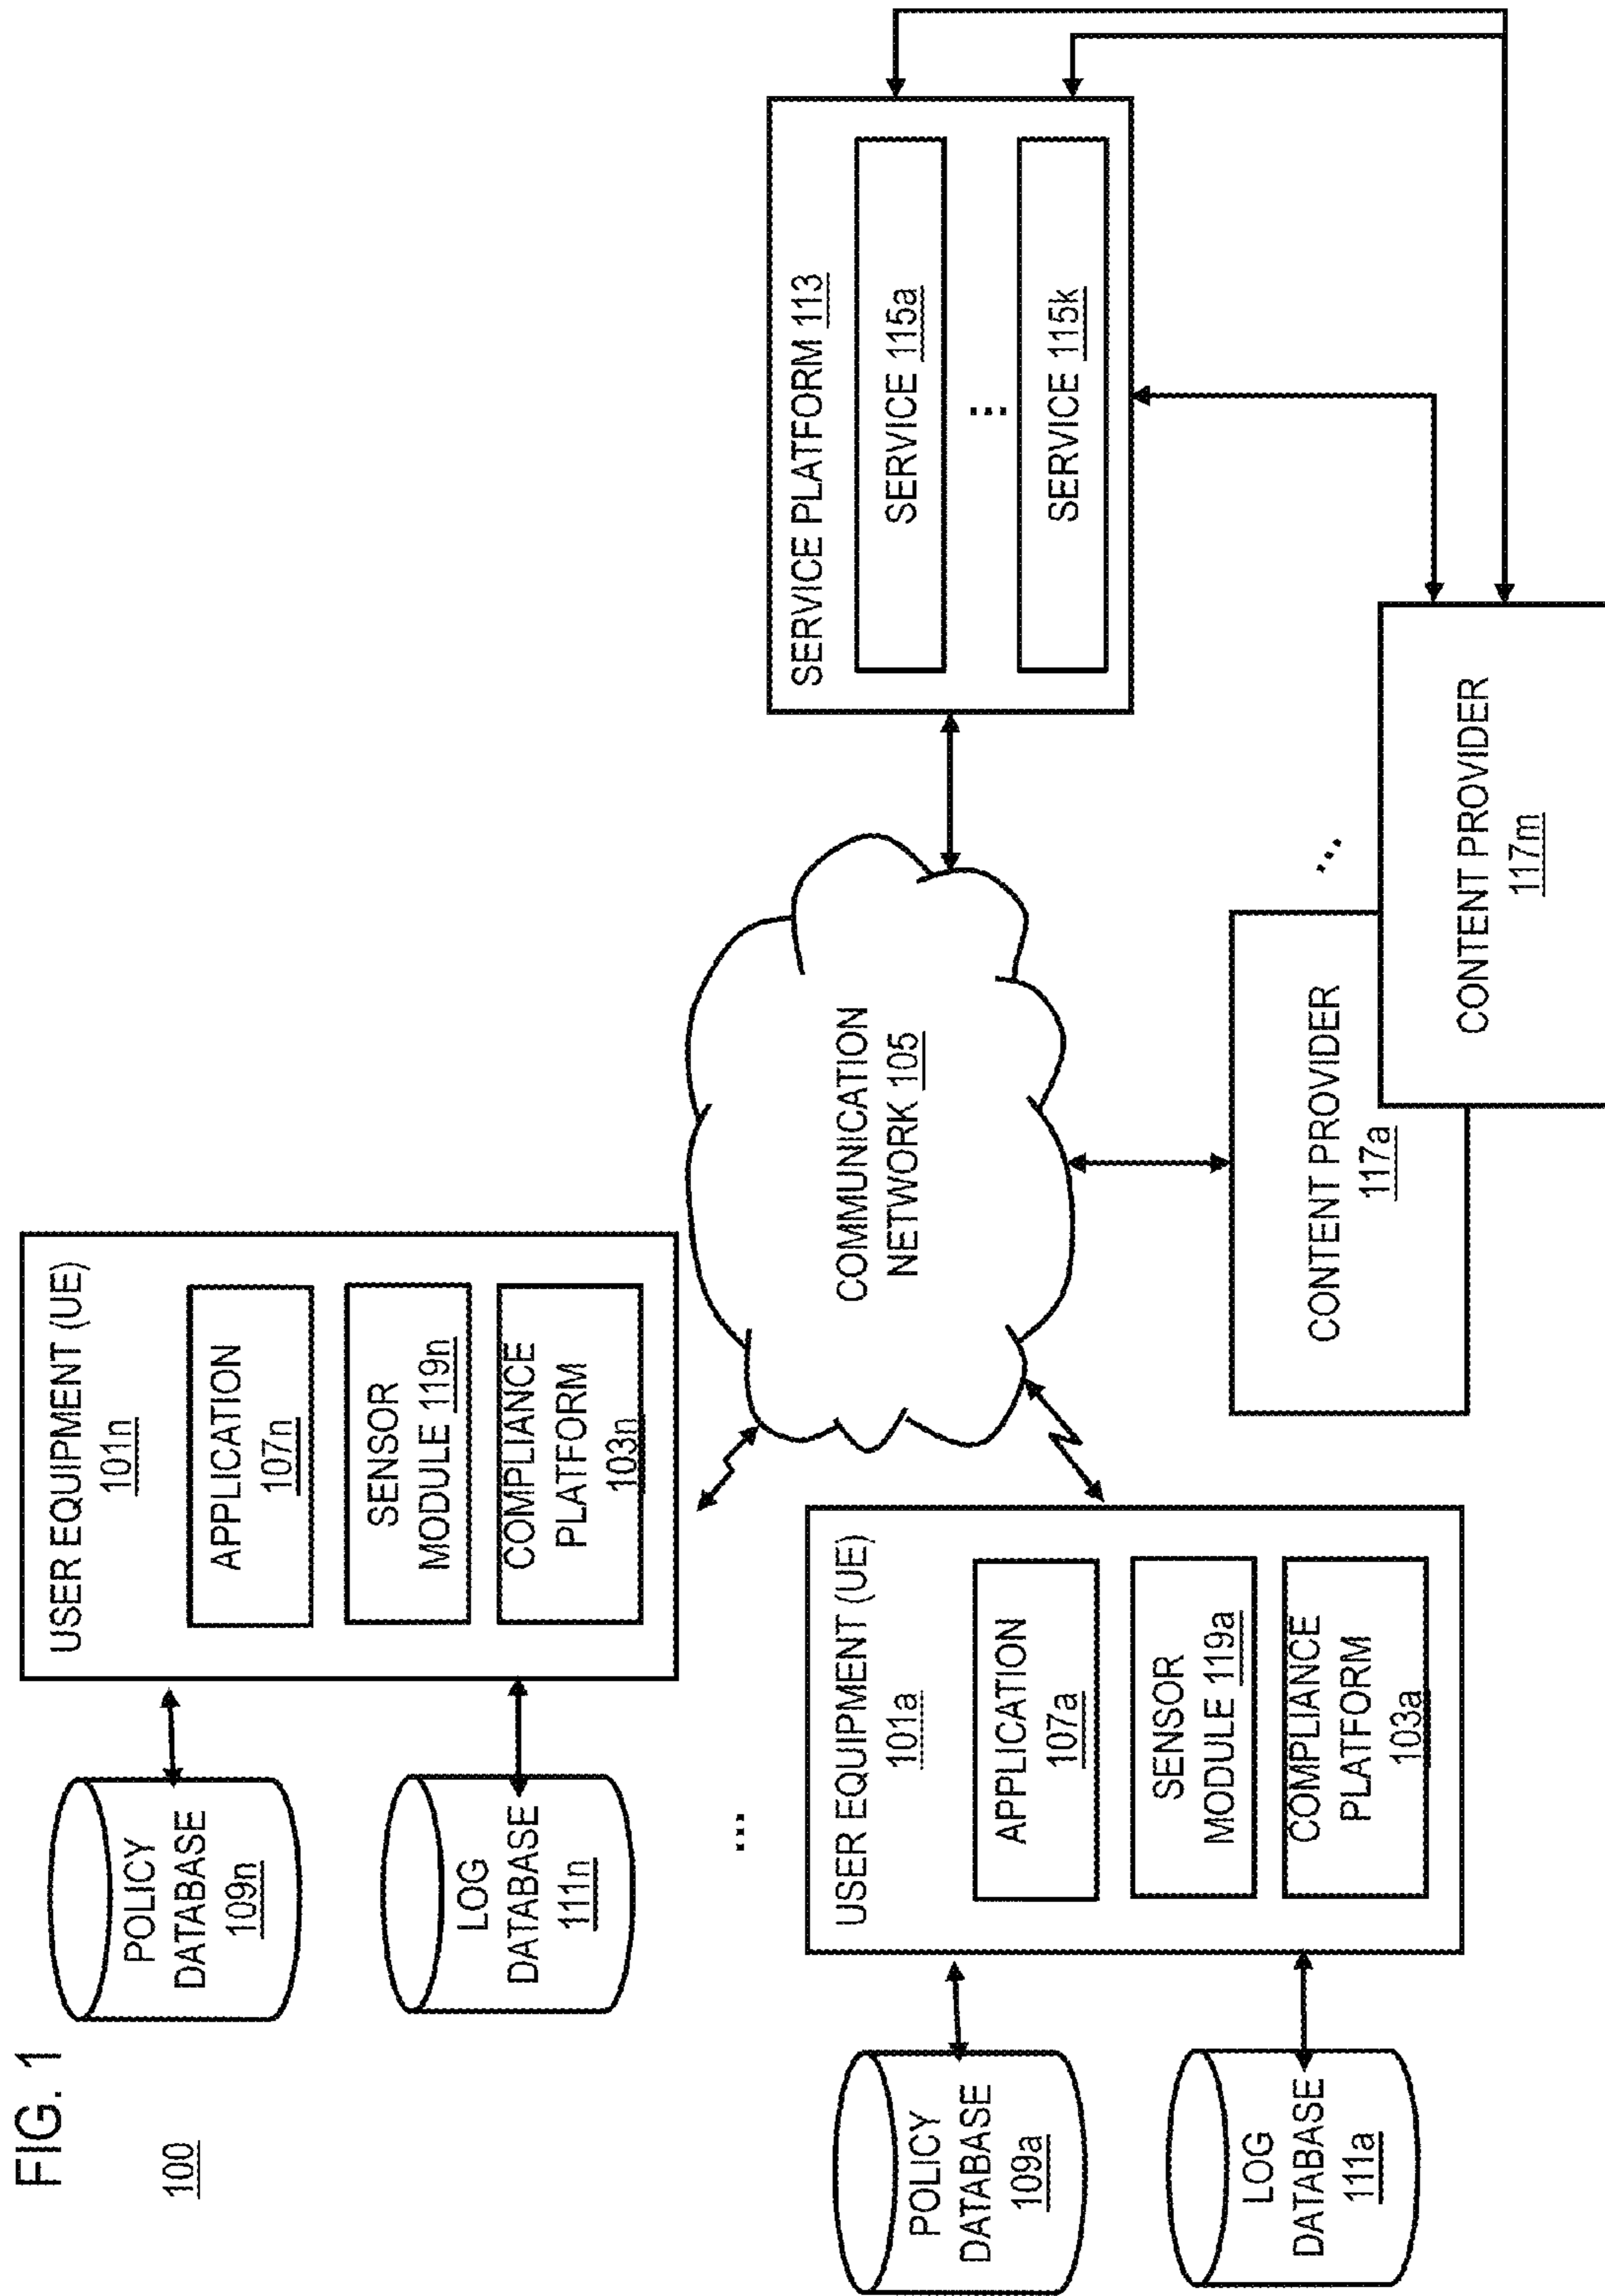 FIG. 1
100
POLICY
DATABASE
109n
LOG
DATABASE
111n
USER EQUIPMENT (UE)
101n
APPLICATION
107n
SENSOR
MODULE 119n
COMPLIANCE
PLATFORM
103n
...
POLICY
DATABASE
109a
LOG
DATABASE
111a
USER EQUIPMENT (UE)
101a
APPLICATION
107a
SENSOR
MODULE 119a
COMPLIANCE
PLATFORM
103a
COMMUNICATION
NETWORK 105
SERVICE PLATFORM 113
SERVICE 115a
...
SERVICE 115k
CONTENT PROVIDER
117a
...
CONTENT PROVIDER
117m